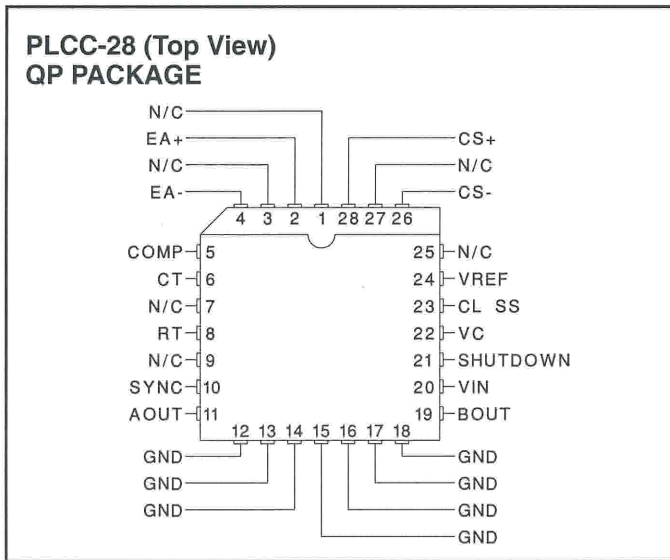 PLCC-28 (Top View)
QP PACKAGE
N/C
EA+ CS+
N/C N/C
EA- CS-
4 3 2 1 28 27 26
COMP 5 25 N/C
CT 6 24 VREF
N/C 7 23 CL SS
RT 8 22 VC
N/C 9 21 SHUTDOWN
SYNC 10 20 VIN
AOUT 11 19 BOUT
12 13 14 15 16 17 18
GND GND
GND GND
GND GND
GND